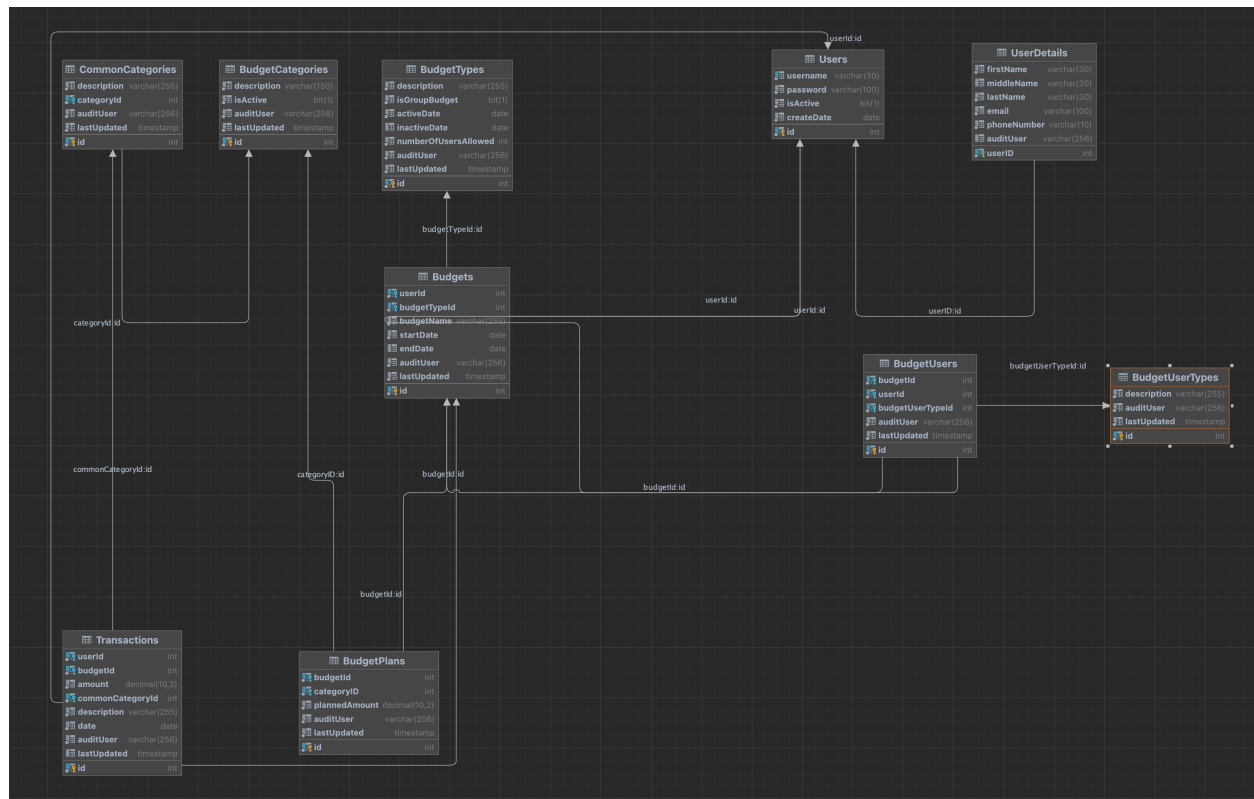 userId:id
CommonCategories
description varchar(255)
categoryId int
auditUser varchar(256)
lastUpdated timestamp
id int
BudgetCategories
description varchar(150)
isActive bit(1)
auditUser varchar(256)
lastUpdated timestamp
id int
BudgetTypes
description varchar(255)
isGroupBudget bit(1)
activeDate date
inactiveDate date
numberOfUsersAllowed int
auditUser varchar(256)
lastUpdated timestamp
id int
Users
username varchar(30)
password varchar(100)
isActive bit(1)
createDate date
id int
UserDetails
firstName varchar(30)
middleName varchar(30)
lastName varchar(30)
email varchar(100)
phoneNumber varchar(10)
auditUser varchar(256)
userID int
budgetTypeId:id
Budgets
userId int
budgetTypeId int
budgetName varchar(255)
startDate date
endDate date
auditUser varchar(256)
lastUpdated timestamp
id int
categoryId:id
userId:id
userId:id
userID:id
BudgetUsers
budgetId int
userId int
budgetUserTypeId int
auditUser varchar(256)
lastUpdated timestamp
id int
budgetUserTypeId:id
BudgetUserTypes
description varchar(255)
auditUser varchar(256)
lastUpdated timestamp
id int
commonCategoryId:id
categoryID:id
budgetId:id
budgetId:id
budgetId:id
Transactions
userId int
budgetId int
amount decimal(10,2)
commonCategoryId int
description varchar(255)
date date
auditUser varchar(256)
lastUpdated timestamp
id int
BudgetPlans
budgetId int
categoryID int
plannedAmount decimal(10,2)
auditUser varchar(256)
lastUpdated timestamp
id int